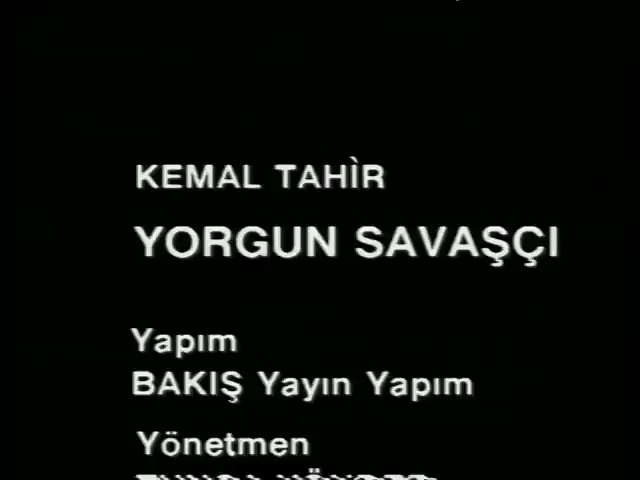 KEMAL TAHİR
YORGUN SAVAŞÇI
Yapım
BAKIŞ Yayın Yapım
Yönetmen